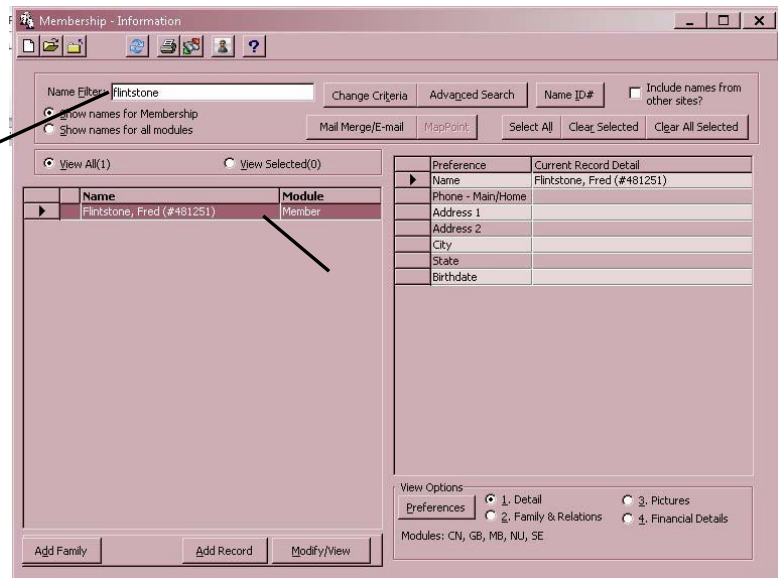 Membership - Information
Name Filter: flintstone
Change Criteria
Advanced Search
Name ID#
Include names from other sites?
Show names for Membership
Show names for all modules
Mail Merge/E-mail
MapPoint
Select All
Clear Selected
Clear All Selected
View All(1)
View Selected(0)
Name Module
Flintstone, Fred (#481251) Member
Preference Current Record Detail
Name Flintstone, Fred (#481251)
Phone - Main/Home
Address 1
Address 2
City
State
Birthdate
View Options
Preferences
1. Detail
2. Family & Relations
3. Pictures
4. Financial Details
Modules: CN, GB, MB, NU, SE
Add Family
Add Record
Modify/View